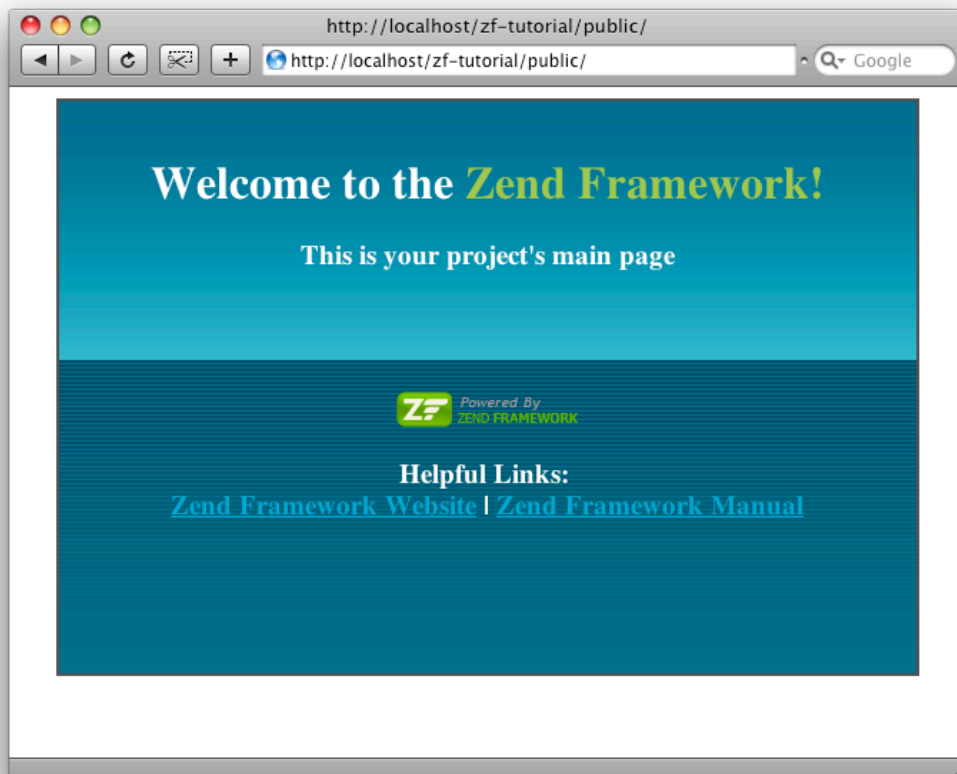 http://localhost/zf-tutorial/public/
http://localhost/zf-tutorial/public/
Google
Welcome to the Zend Framework!
This is your project's main page
ZF Powered By
ZEND FRAMEWORK
Helpful Links:
Zend Framework Website | Zend Framework Manual